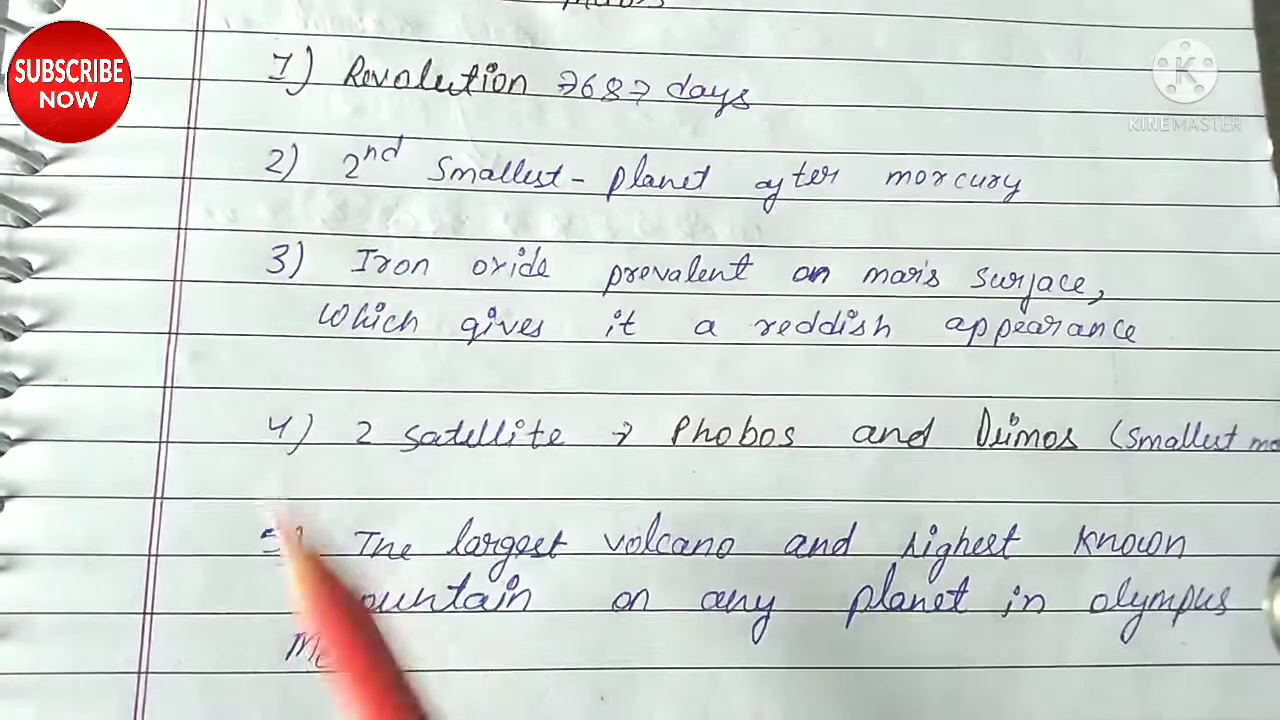 SUBSCRIBE
NOW
K
KINEMASTER
1) Revolution → 687 days
2) 2nd Smallest planet after morcury
3) Iron oxide prevalent on mars surface,
which gives it a reddish appearance
4) 2 satellite → Phobos and Deimos (smallest
5) The largest volcano and highest known
on any planet in olympus